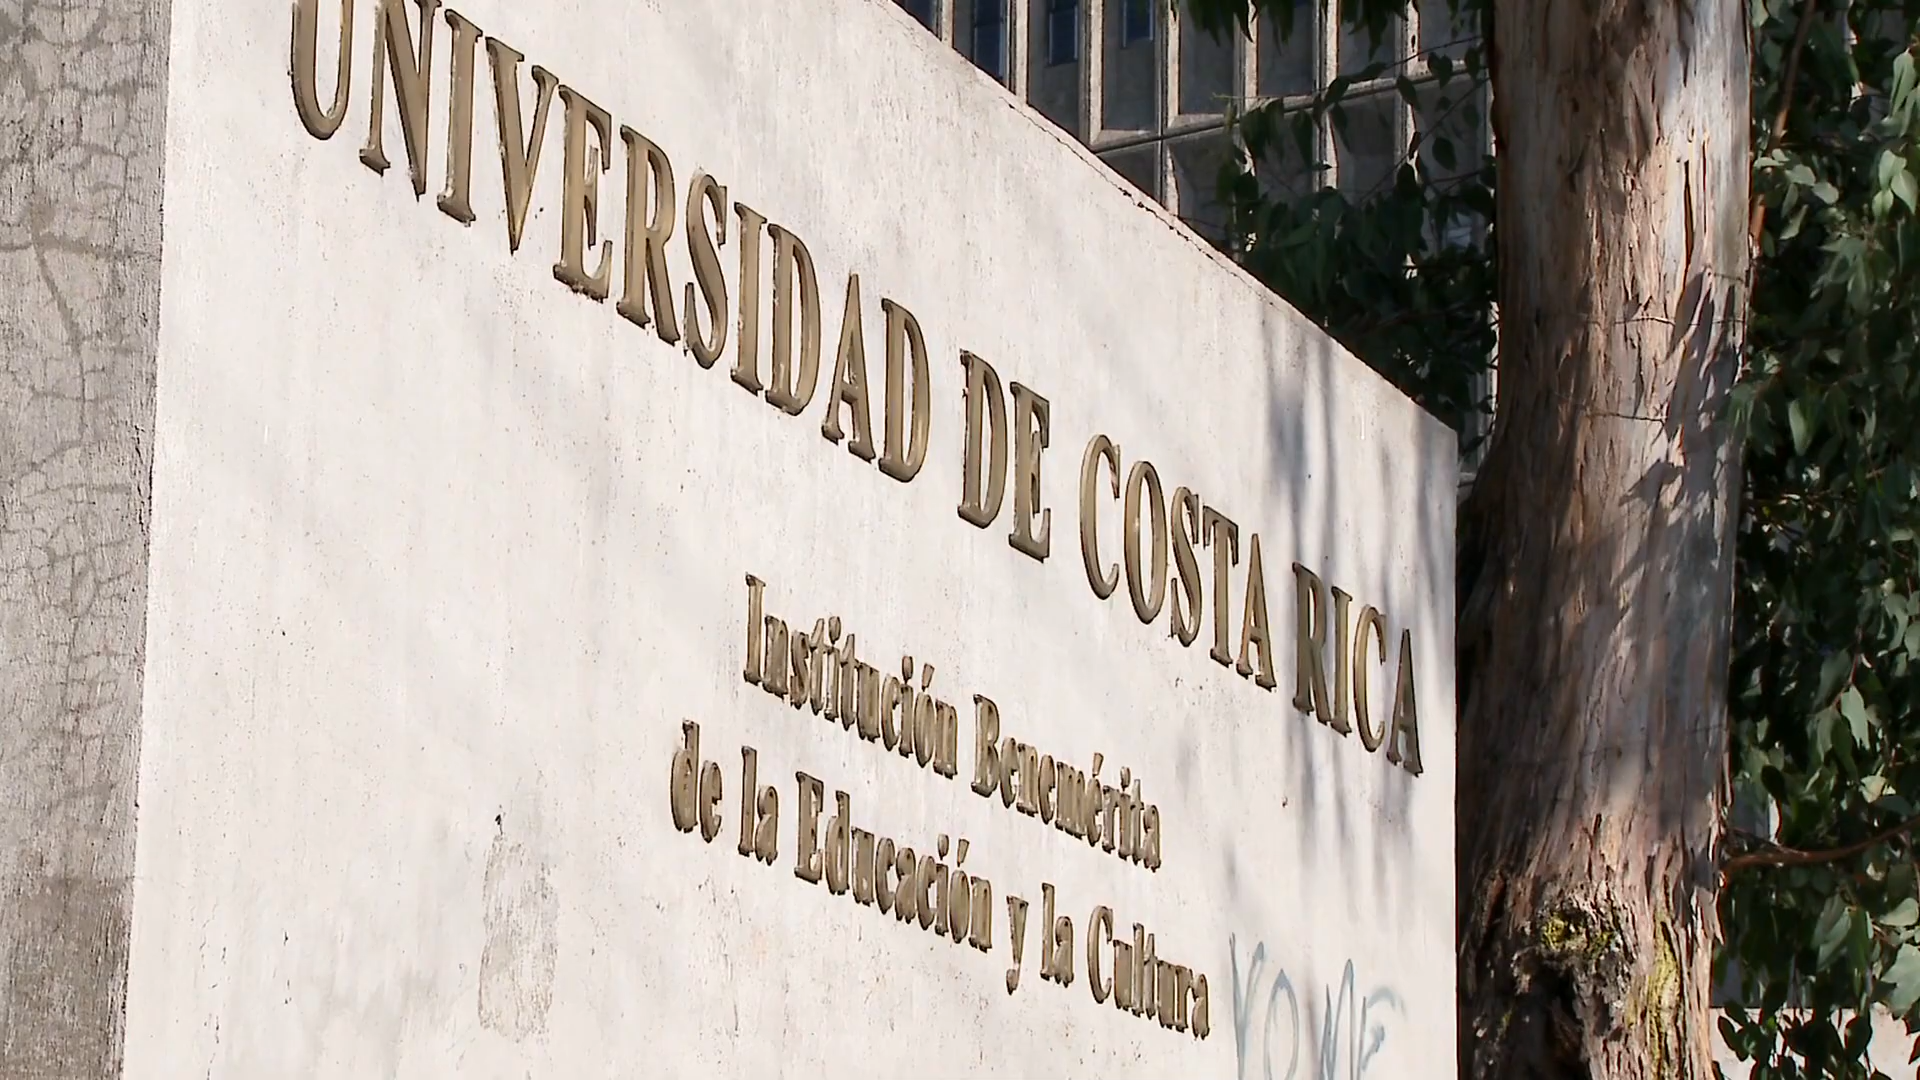 UNIVERSIDAD DE COSTA RICA
Institución Benemérita
de la Educación y la Cultura